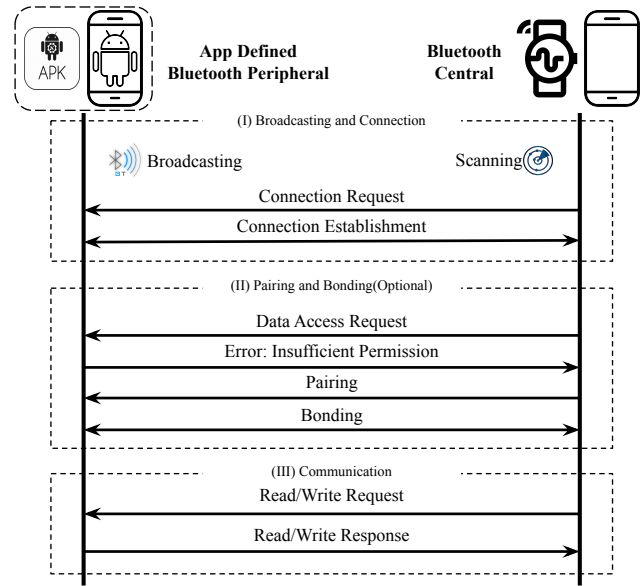 APK
App Defined
Bluetooth Peripheral
Bluetooth
Central
(I) Broadcasting and Connection
BT
Broadcasting
Scanning
Connection Request
Connection Establishment
(II) Pairing and Bonding(Optional)
Data Access Request
Error: Insufficient Permission
Pairing
Bonding
(III) Communication
Read/Write Request
Read/Write Response